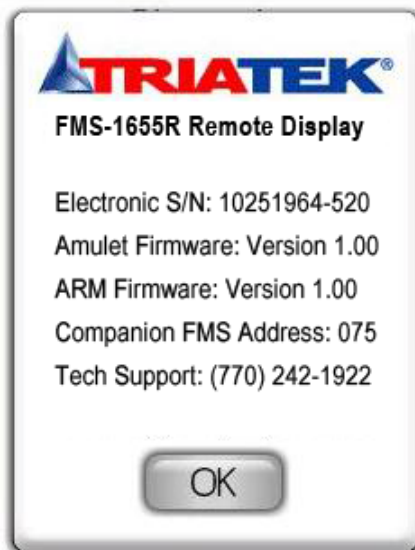 TRIATEK®
FMS-1655R Remote Display
Electronic S/N: 10251964-520
Amulet Firmware: Version 1.00
ARM Firmware: Version 1.00
Companion FMS Address: 075
Tech Support: (770) 242-1922
OK